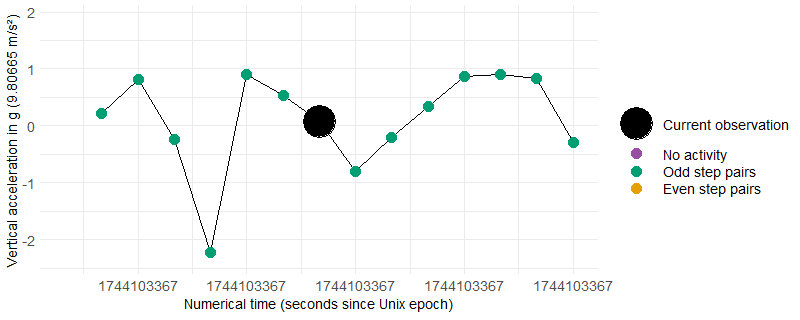 Vertical acceleration in g (9.80665 m/s²)
2
1
0
-1
-2
1744103367 1744103367 1744103367 1744103367 1744103367
Numerical time (seconds since Unix epoch)
Current observation
No activity
Odd step pairs
Even step pairs